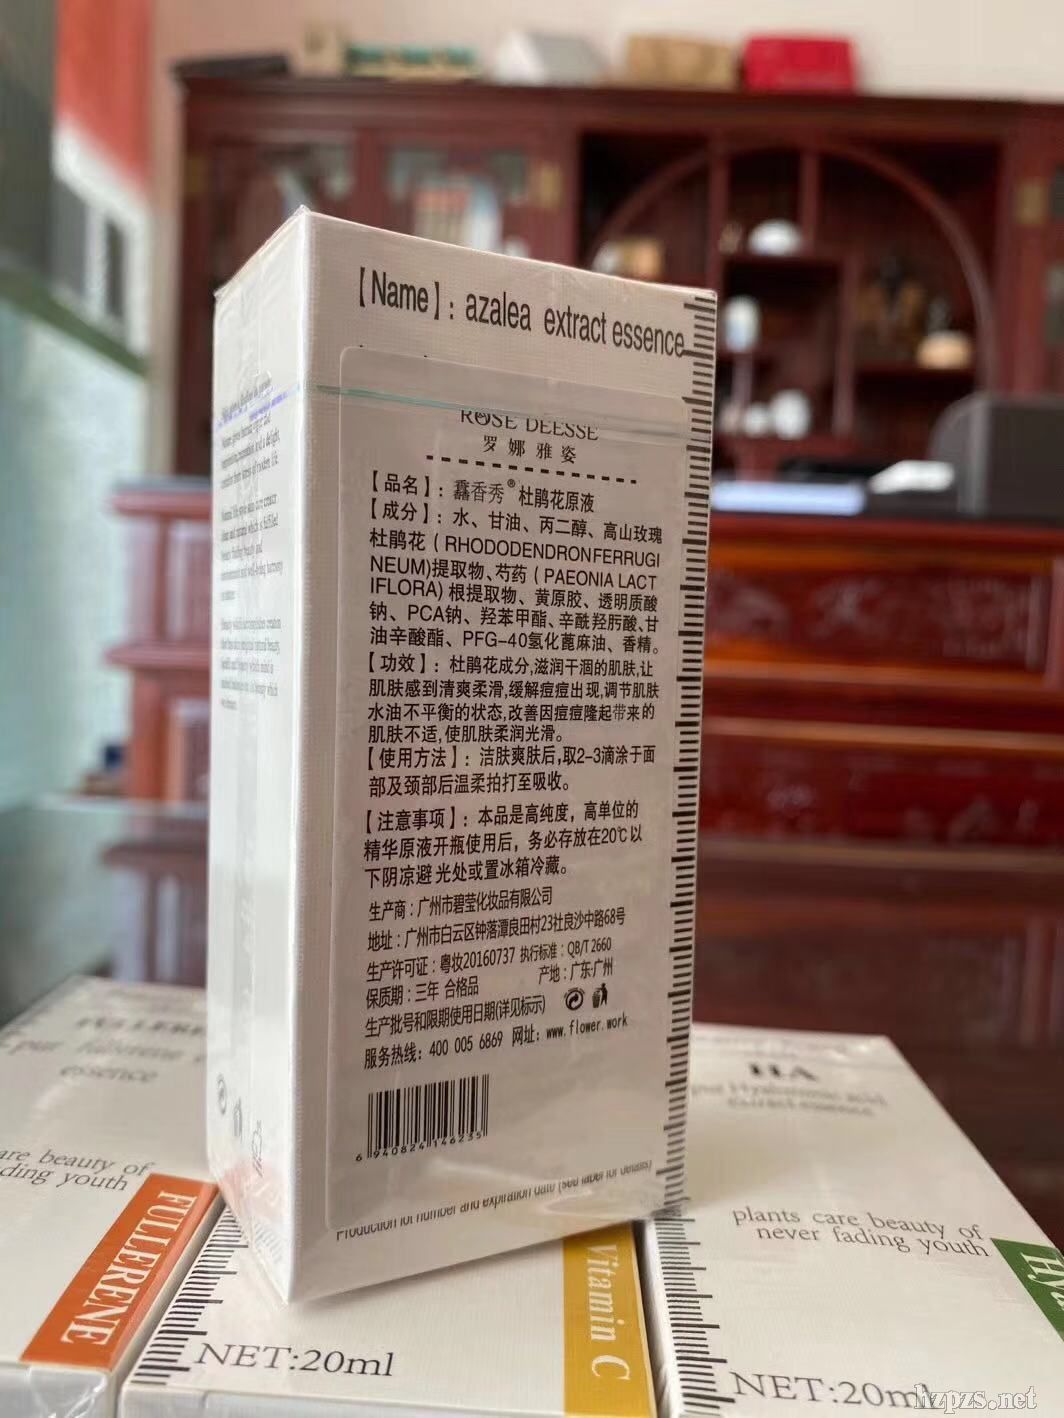 【Name】: azalea extract essence
ROSE DEESSE
罗娜雅姿
【品名】: 馫香秀®杜鹃花原液
【成分】: 水、甘油、丙二醇、高山玫瑰
杜鹃花 ( RHODODENDRON FERRUGI
NEUM)提取物、芍药 ( PAEONIA LACT
IFLORA) 根提取物、黄原胶、透明质酸
钠、PCA钠、羟苯甲酯、辛酰羟肟酸、甘
油辛酸酯、PFG-40氢化蓖麻油、香精。
【功效】: 杜鹃花成分,滋润干涸的肌肤,让
肌肤感到清爽柔滑,缓解痘痘出现,调节肌肤
水油不平衡的状态,改善因痘痘隆起带来的
肌肤不适,使肌肤柔润光滑。
【使用方法】: 洁肤爽肤后,取2-3滴涂于面
部及颈部后温柔拍打至吸收。
【注意事项】: 本品是高纯度，高单位的
精华原液开瓶使用后，务必存放在20℃以
下阴凉避光处或置冰箱冷藏。
生产商:广州市碧莹化妆品有限公司
地址:广州市白云区钟落潭良田村23社良沙中路68号
生产许可证:粤妆20160737 执行标准:QB/T 2660
保质期:三年 合格品 产地:广东·广州
生产批号和限期使用日期(详见标示)
服务热线: 400 005 6869 网址: www.flower.work
6 940824 146235
Production lot number and expiration date (see label for details)
essence
care beauty of
ding youth
FULLERENE
Vitamin C
NET:20ml
HA
pur Hyaluronic acid
extract essence
plants care beauty of
never fading youth
Hya
NET:20ml
hzpzs.net